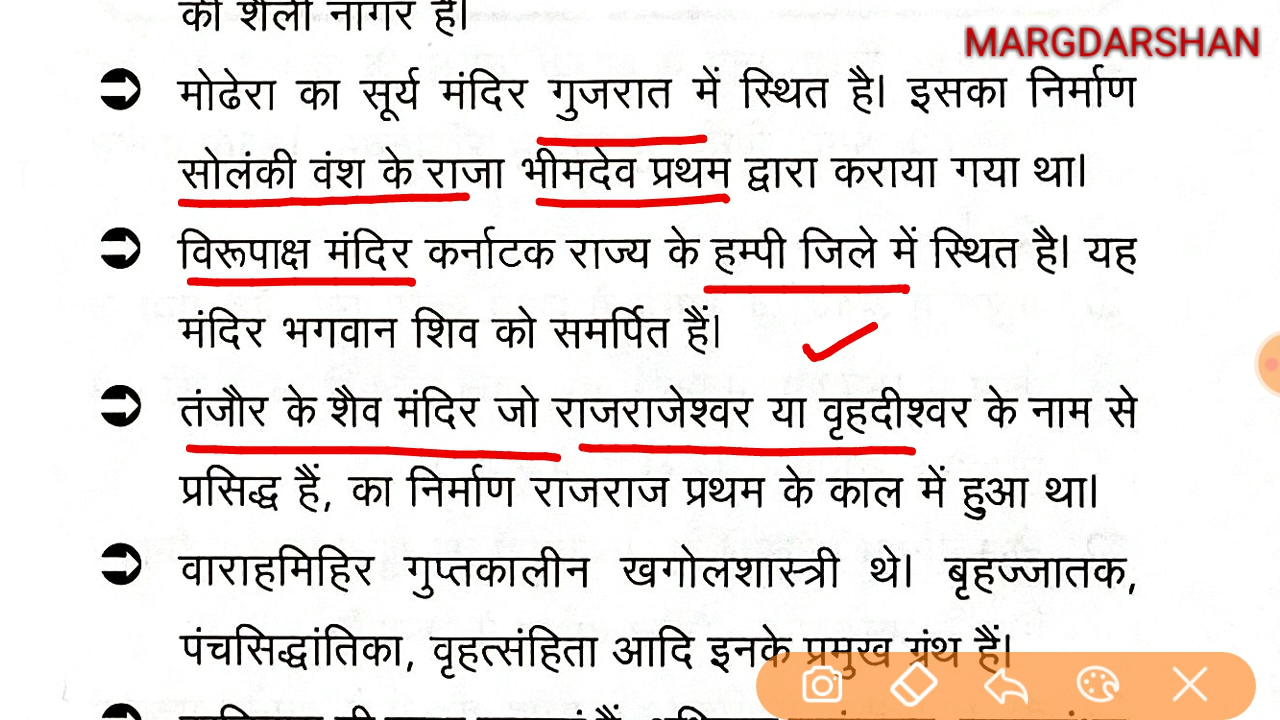 की शैली नागर है।
MARGDARSHAN
मोढेरा का सूर्य मंदिर गुजरात में स्थित है। इसका निर्माण
सोलंकी वंश के राजा भीमदेव प्रथम द्वारा कराया गया था।
विरूपाक्ष मंदिर कर्नाटक राज्य के हम्पी जिले में स्थित है। यह
मंदिर भगवान शिव को समर्पित हैं।
तंजौर के शैव मंदिर जो राजराजेश्वर या वृहदीश्वर के नाम से
प्रसिद्ध हैं, का निर्माण राजराज प्रथम के काल में हुआ था।
वाराहमिहिर गुप्तकालीन खगोलशास्त्री थे। बृहज्जातक,
पंचसिद्धांतिका, वृहत्संहिता आदि इनके प्रमुख ग्रंथ हैं।